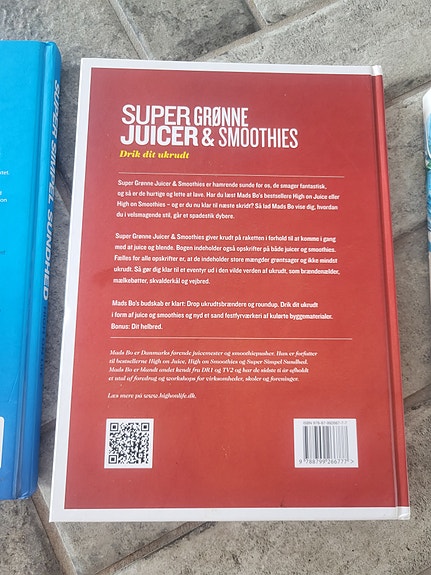 SUPER GRØNNE
JUICER & SMOOTHIES
Drik dit ukrudt
Super Grønne Juicer & Smoothies er hamrende sunde for os, de smager fantastisk,
og så er de hurtige og lette at lave. Har du læst Mads Bo's bestsellere High on Juice eller
High on Smoothies – og er du nu klar til næste skridt? Så lad Mads Bo vise dig, hvordan
du i velsmagende stil, går et spadestik dybere.
Super Grønne Juicer & Smoothies giver krudt på raketten i forhold til at komme i gang
med at juice og blende. Bogen indeholder også opskrifter på både juicer og smoothies.
Fælles for alle opskrifter er, at de indeholder store mængder grøntsager og ikke mindst
ukrudt. Så gør dig klar til et eventyr ud i den vilde verden af ukrudt, som brændenælder,
mælkebøtter, skvalderkål og vejbred.
Mads Bo's budskab er klart: Drop ukrudtsbrændere og roundup. Drik dit ukrudt
i form af juice og smoothies og nyd et sand festfyrværkeri af kulørte byggematerialer.
Bonus: Dit helbred.
Mads Bo er Danmarks førende juicemester og smoothiepusher. Han er forfatter
til bestsellerne High on Juice, High on Smoothies og Super Simpel Sundhed.
Mads Bo er blandt andet kendt fra DR1 og TV2 og har de sidste ti år afholdt
et utal af foredrag og workshops for virksomheder, skoler og foreninger.
Læs mere på www.highonlife.dk.
9 788799 266777
SUPER SIMPEL SUNDHED